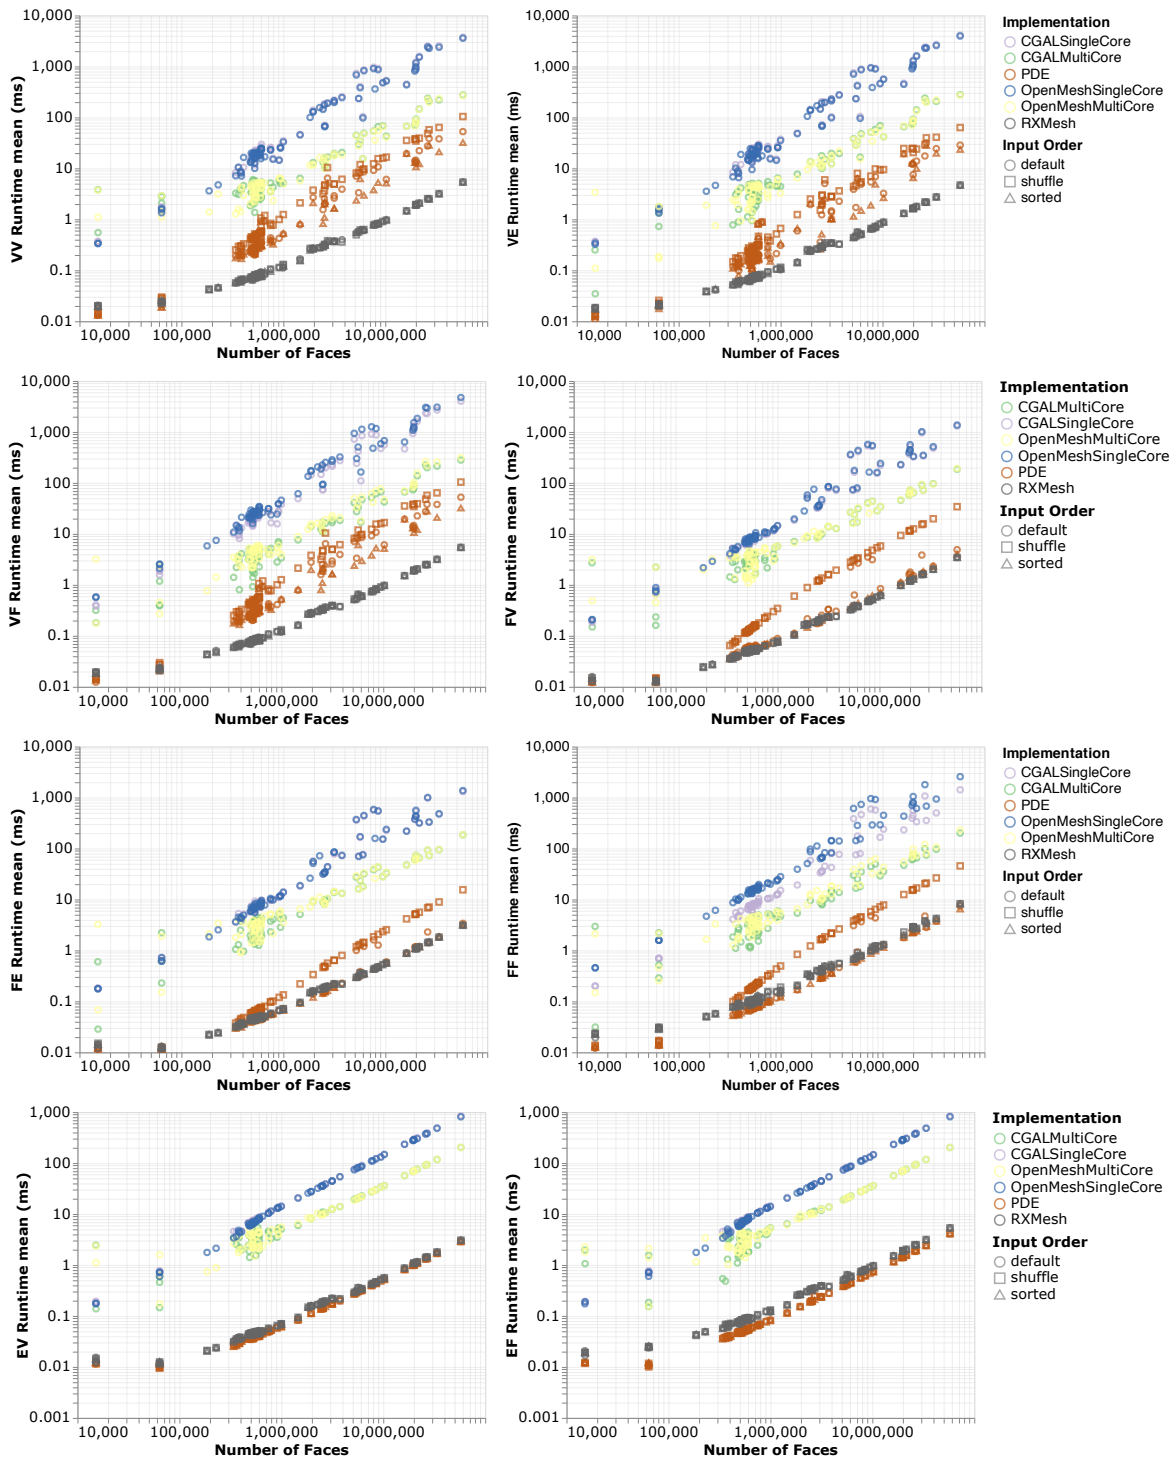 10,000
1,000
100
10
1
0.1
0.01
VV Runtime mean (ms)
10,000 100,000 1,000,000 10,000,000
Number of Faces
10,000
1,000
100
10
1
0.1
0.01
VE Runtime mean (ms)
10,000 100,000 1,000,000 10,000,000
Number of Faces
Implementation
CGALSingleCore
CGALMultiCore
PDE
OpenMeshSingleCore
OpenMeshMultiCore
RXMesh
Input Order
default
shuffle
sorted
10,000
1,000
100
10
1
0.1
0.01
VF Runtime mean (ms)
10,000 100,000 1,000,000 10,000,000
Number of Faces
10,000
1,000
100
10
1
0.1
0.01
FV Runtime mean (ms)
10,000 100,000 1,000,000 10,000,000
Number of Faces
Implementation
CGALMultiCore
CGALSingleCore
OpenMeshMultiCore
OpenMeshSingleCore
PDE
RXMesh
Input Order
default
shuffle
sorted
10,000
1,000
100
10
1
0.1
0.01
FE Runtime mean (ms)
10,000 100,000 1,000,000 10,000,000
Number of Faces
10,000
1,000
100
10
1
0.1
0.01
FF Runtime mean (ms)
10,000 100,000 1,000,000 10,000,000
Number of Faces
Implementation
CGALSingleCore
CGALMultiCore
PDE
OpenMeshSingleCore
OpenMeshMultiCore
RXMesh
Input Order
default
shuffle
sorted
1,000
100
10
1
0.1
0.01
0.001
EV Runtime mean (ms)
10,000 100,000 1,000,000 10,000,000
Number of Faces
1,000
100
10
1
0.1
0.01
0.001
EF Runtime mean (ms)
10,000 100,000 1,000,000 10,000,000
Number of Faces
Implementation
CGALMultiCore
CGALSingleCore
OpenMeshMultiCore
OpenMeshSingleCore
PDE
RXMesh
Input Order
default
shuffle
sorted